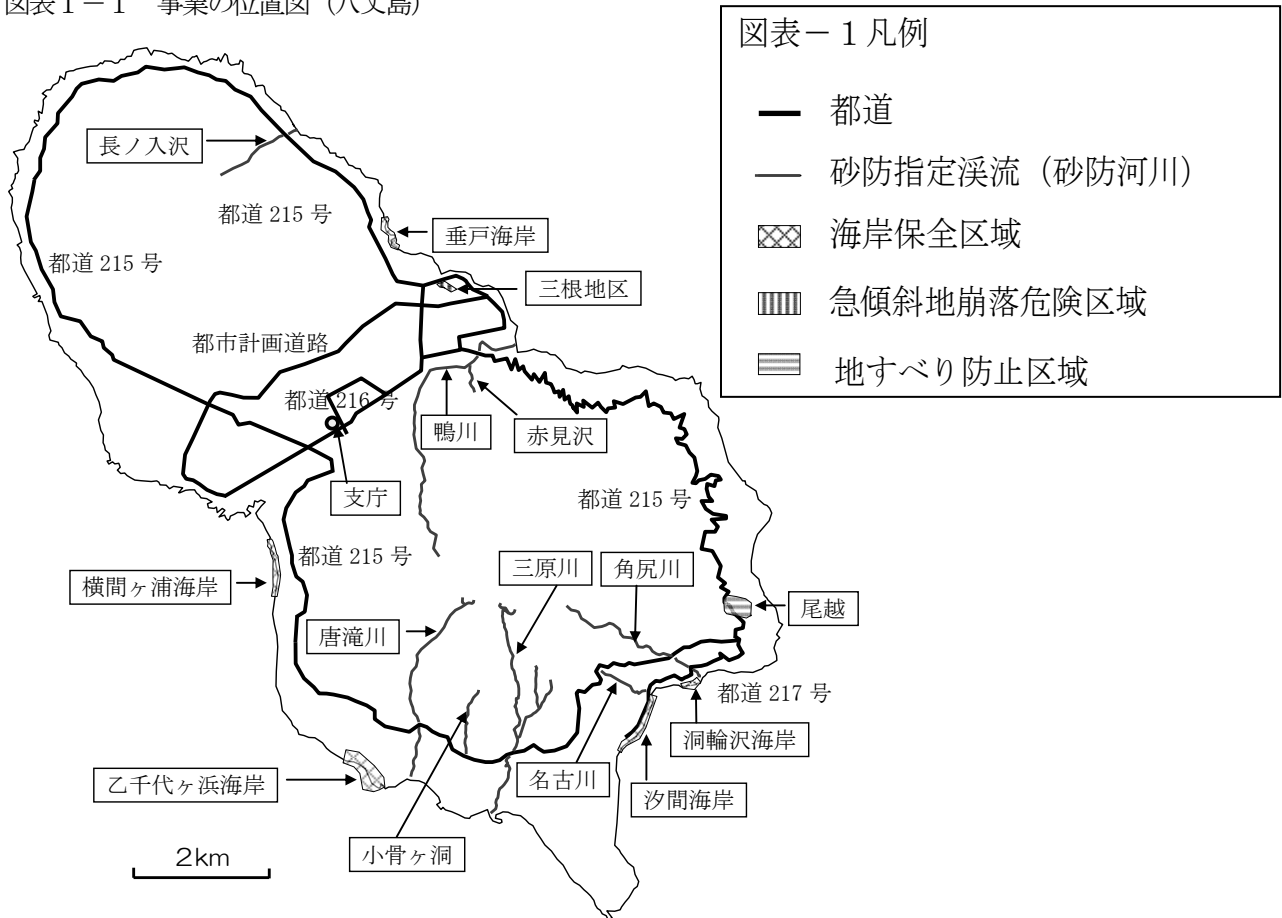 図表1-1 事業の位置図（八丈島）
図表－１凡例
都道
砂防指定渓流（砂防河川）
海岸保全区域
急傾斜地崩落危険区域
地すべり防止区域
長ノ入沢
都道 215 号
垂戸海岸
都道 215 号
三根地区
都市計画道路
都道 216 号
鴨川
赤見沢
支庁
都道 215 号
都道 215 号
横間ヶ浦海岸
三原川
角尻川
尾越
唐滝川
都道 217 号
洞輪沢海岸
乙千代ヶ浜海岸
名古川
汐間海岸
小骨ヶ洞
2km